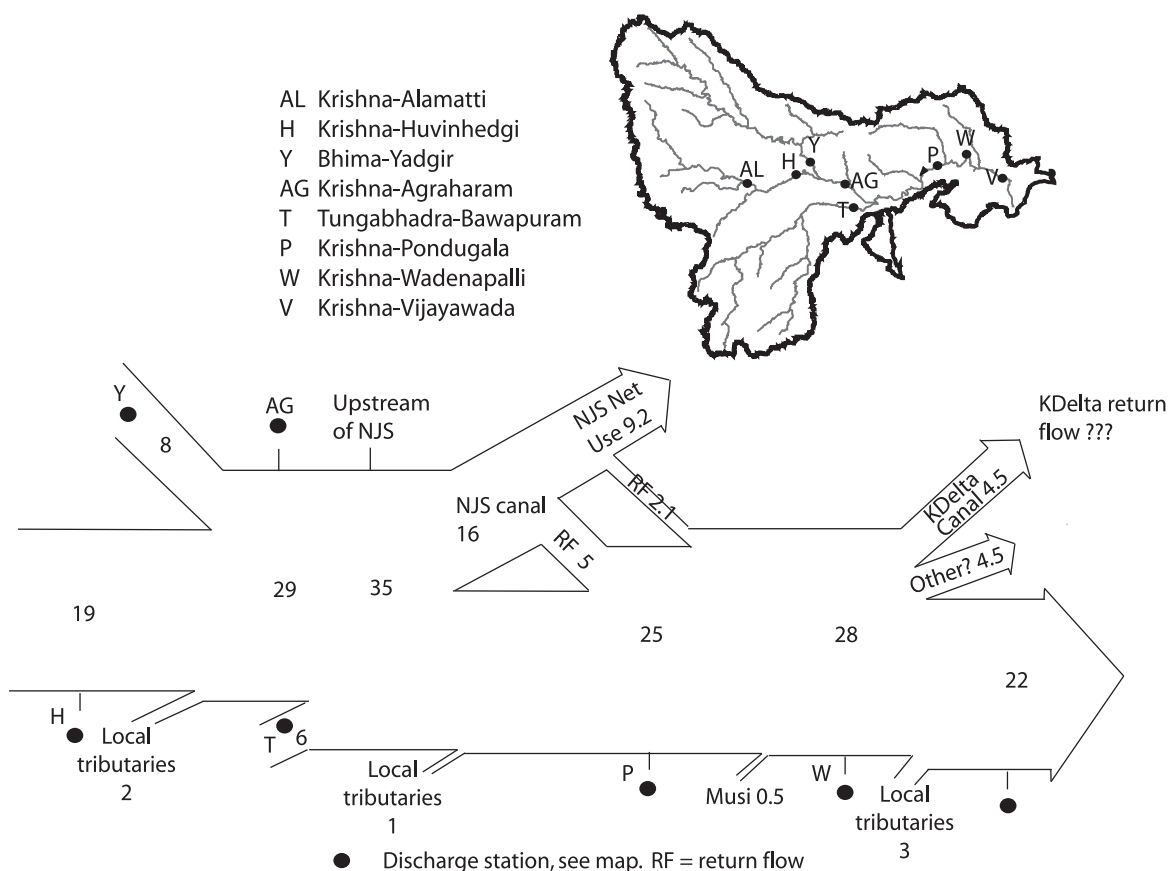 AL Krishna-Alamatti
H Krishna-Huvinhedgi
Y Bhima-Yadgir
AG Krishna-Agraharam
T Tungabhadra-Bawapuram
P Krishna-Pondugala
W Krishna-Wadenapalli
V Krishna-Vijayawada
AL
H
Y
AG
T
P
W
V
Y
8
AG
Upstream
of NJS
NJS Net
Use 9.2
RF 2.1
NJS canal
16
RF 5
KDelta return
flow ???
KDelta
Canal 4.5
Other? 4.5
19
29
35
25
28
22
H
Local
tributaries
2
T
6
Local
tributaries
1
P
Musi 0.5
W
Local
tributaries
3
Discharge station, see map. RF = return flow